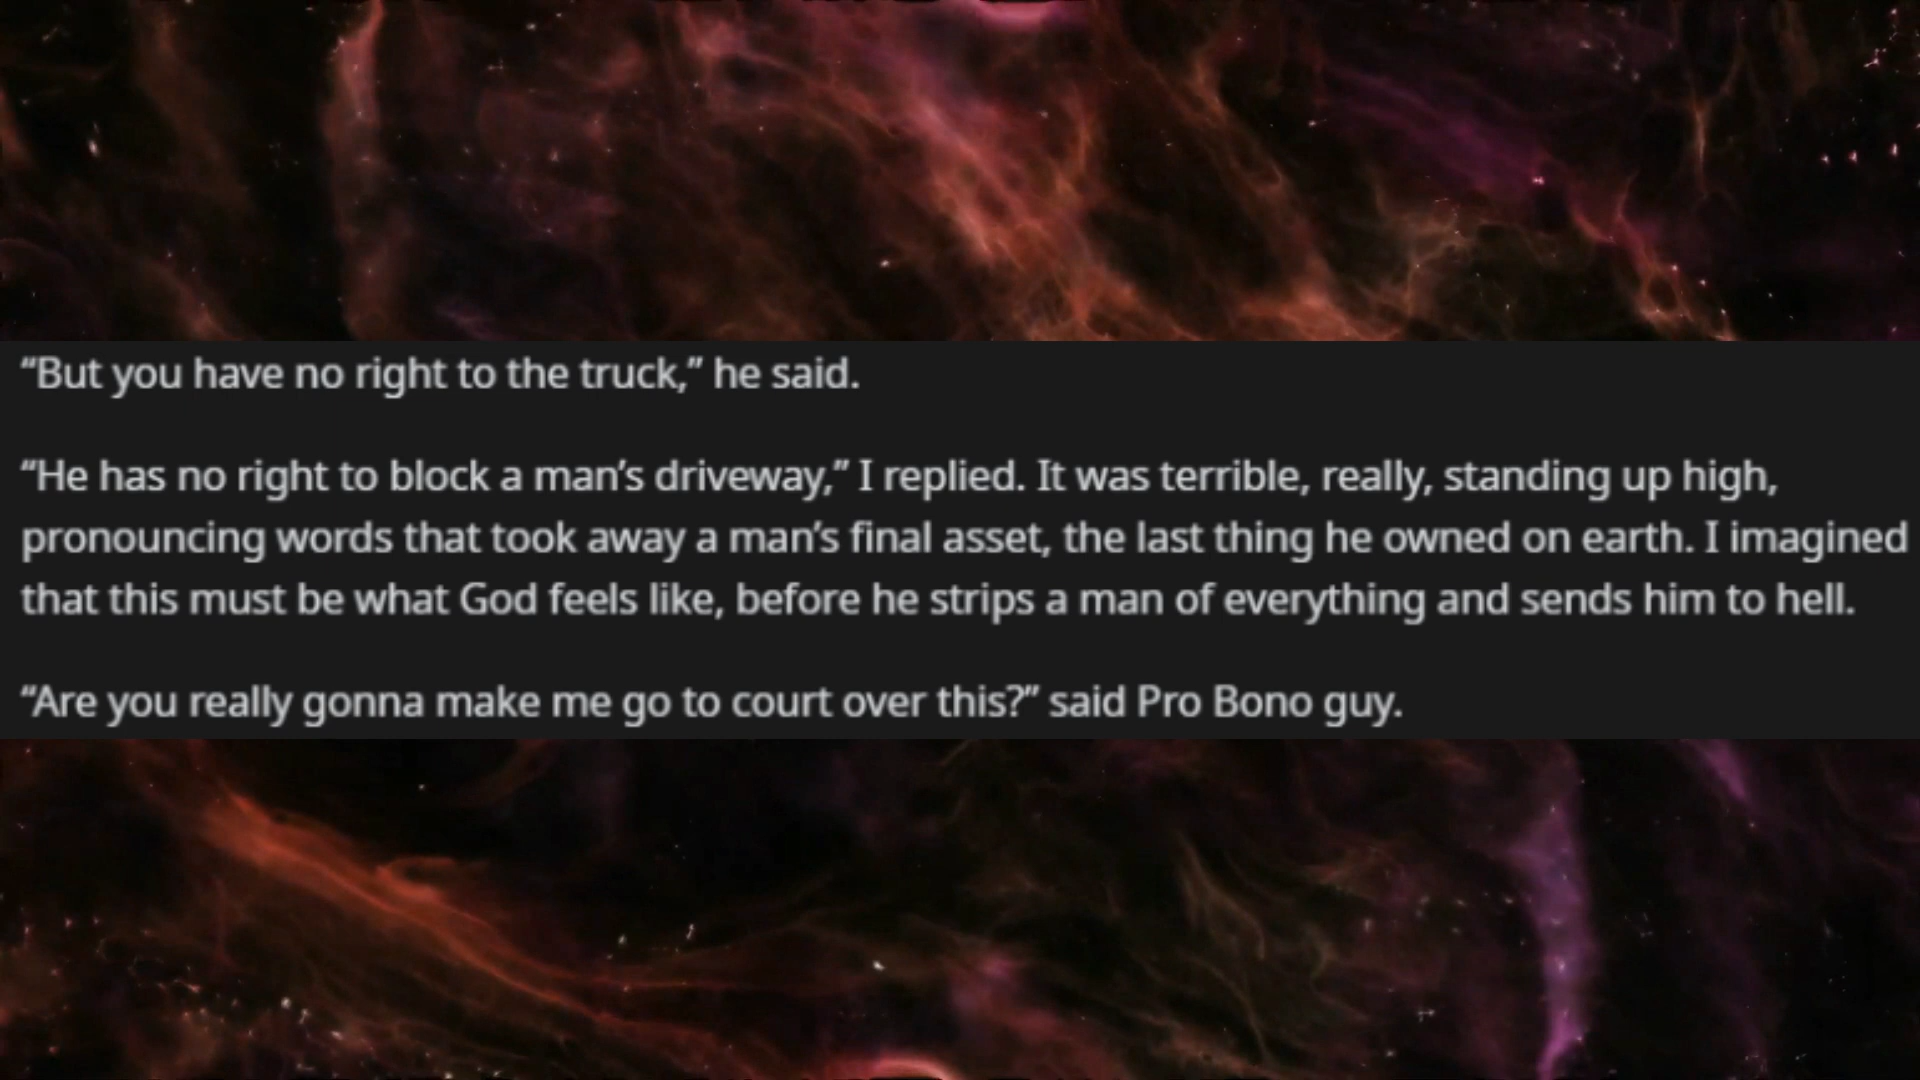 “But you have no right to the truck,” he said.
“He has no right to block a man’s driveway,” I replied. It was terrible, really, standing up high,
pronouncing words that took away a man’s final asset, the last thing he owned on earth. I imagined
that this must be what God feels like, before he strips a man of everything and sends him to hell.
“Are you really gonna make me go to court over this?” said Pro Bono guy.